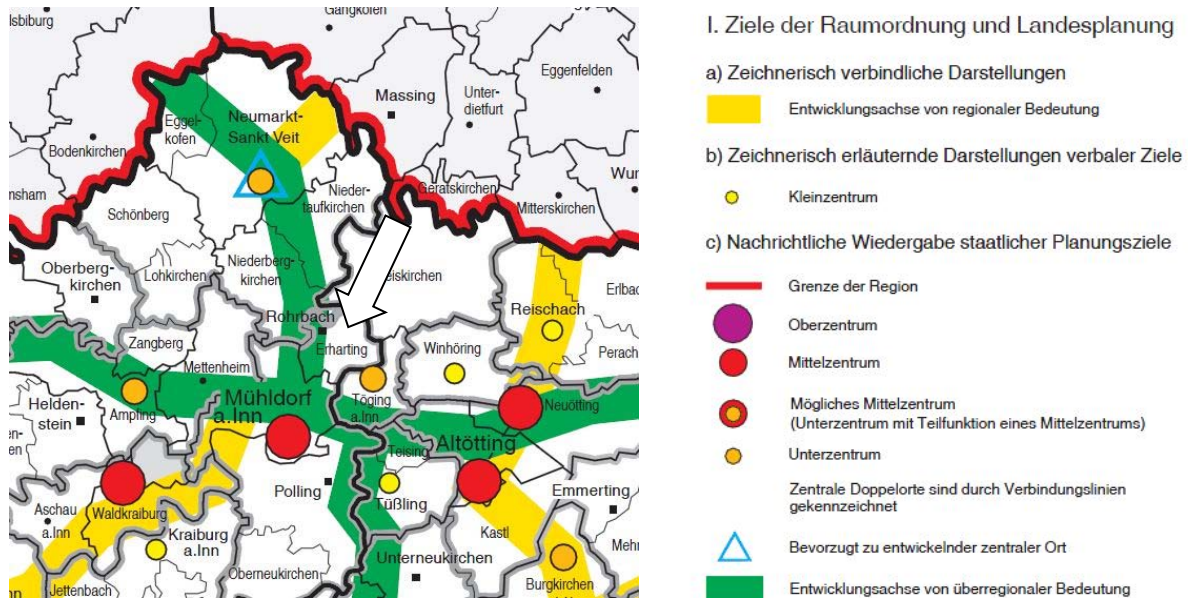 lsbiburg
Gangkofen
Eggenfelden
Massing
Unter-
dietfurt
Neumarkt-
Sankt Veit
Eggel-
kofen
Bodenkirchen
nsham
Wur
Nieder-
taufkirchen
Geratskirchen
Mitterskirchen
Schönberg
Niederberg-
kirchen
Lohkirchen
Oberberg-
kirchen
eiskirchen
Erlbac
Reischach
Rohrbach
Erharting
Winhöring
Perach
Zangberg
Mettenheim
Mühldorf
a.Inn
Töging
a.Inn
Neuötting
Ampfing
Helden-
stein
en-
en
Altötting
Teising
Polling
Tüßling
Emmerting
Aschau
a.Inn
Waldkraiburg
Kraiburg
a.Inn
Kastl
Mehr
Unterneukirchen
Oberneukirchen
Burgkirchen
Jettenbach
nn
I. Ziele der Raumordnung und Landesplanung
a) Zeichnerisch verbindliche Darstellungen
Entwicklungsachse von regionaler Bedeutung
b) Zeichnerisch erläuternde Darstellungen verbaler Ziele
Kleinzentrum
c) Nachrichtliche Wiedergabe staatlicher Planungsziele
Grenze der Region
Oberzentrum
Mittelzentrum
Mögliches Mittelzentrum
(Unterzentrum mit Teilfunktion eines Mittelzentrums)
Unterzentrum
Zentrale Doppelorte sind durch Verbindungslinien
gekennzeichnet
Bevorzugt zu entwickelnder zentraler Ort
Entwicklungsachse von überregionaler Bedeutung